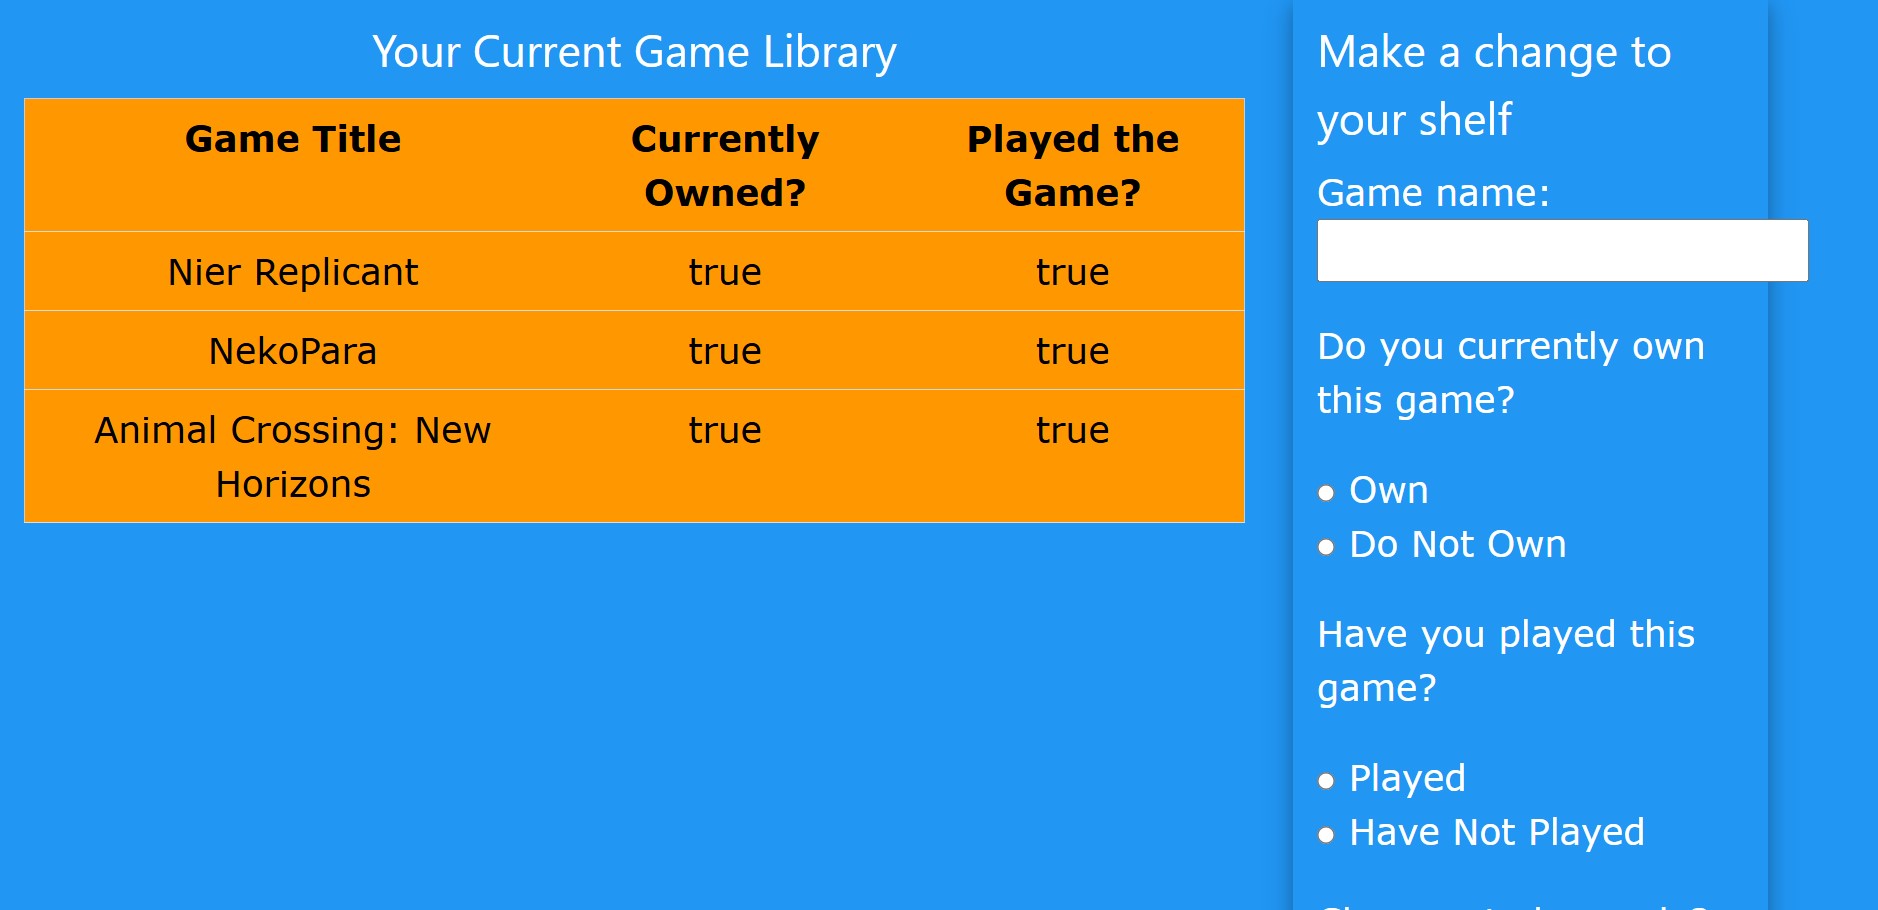 Your Current Game Library
Game Title Currently Owned? Played the Game?
Nier Replicant true true
NekoPara true true
Animal Crossing: New Horizons true true
Make a change to
your shelf
Game name:
Do you currently own
this game?
Own
Do Not Own
Have you played this
game?
Played
Have Not Played